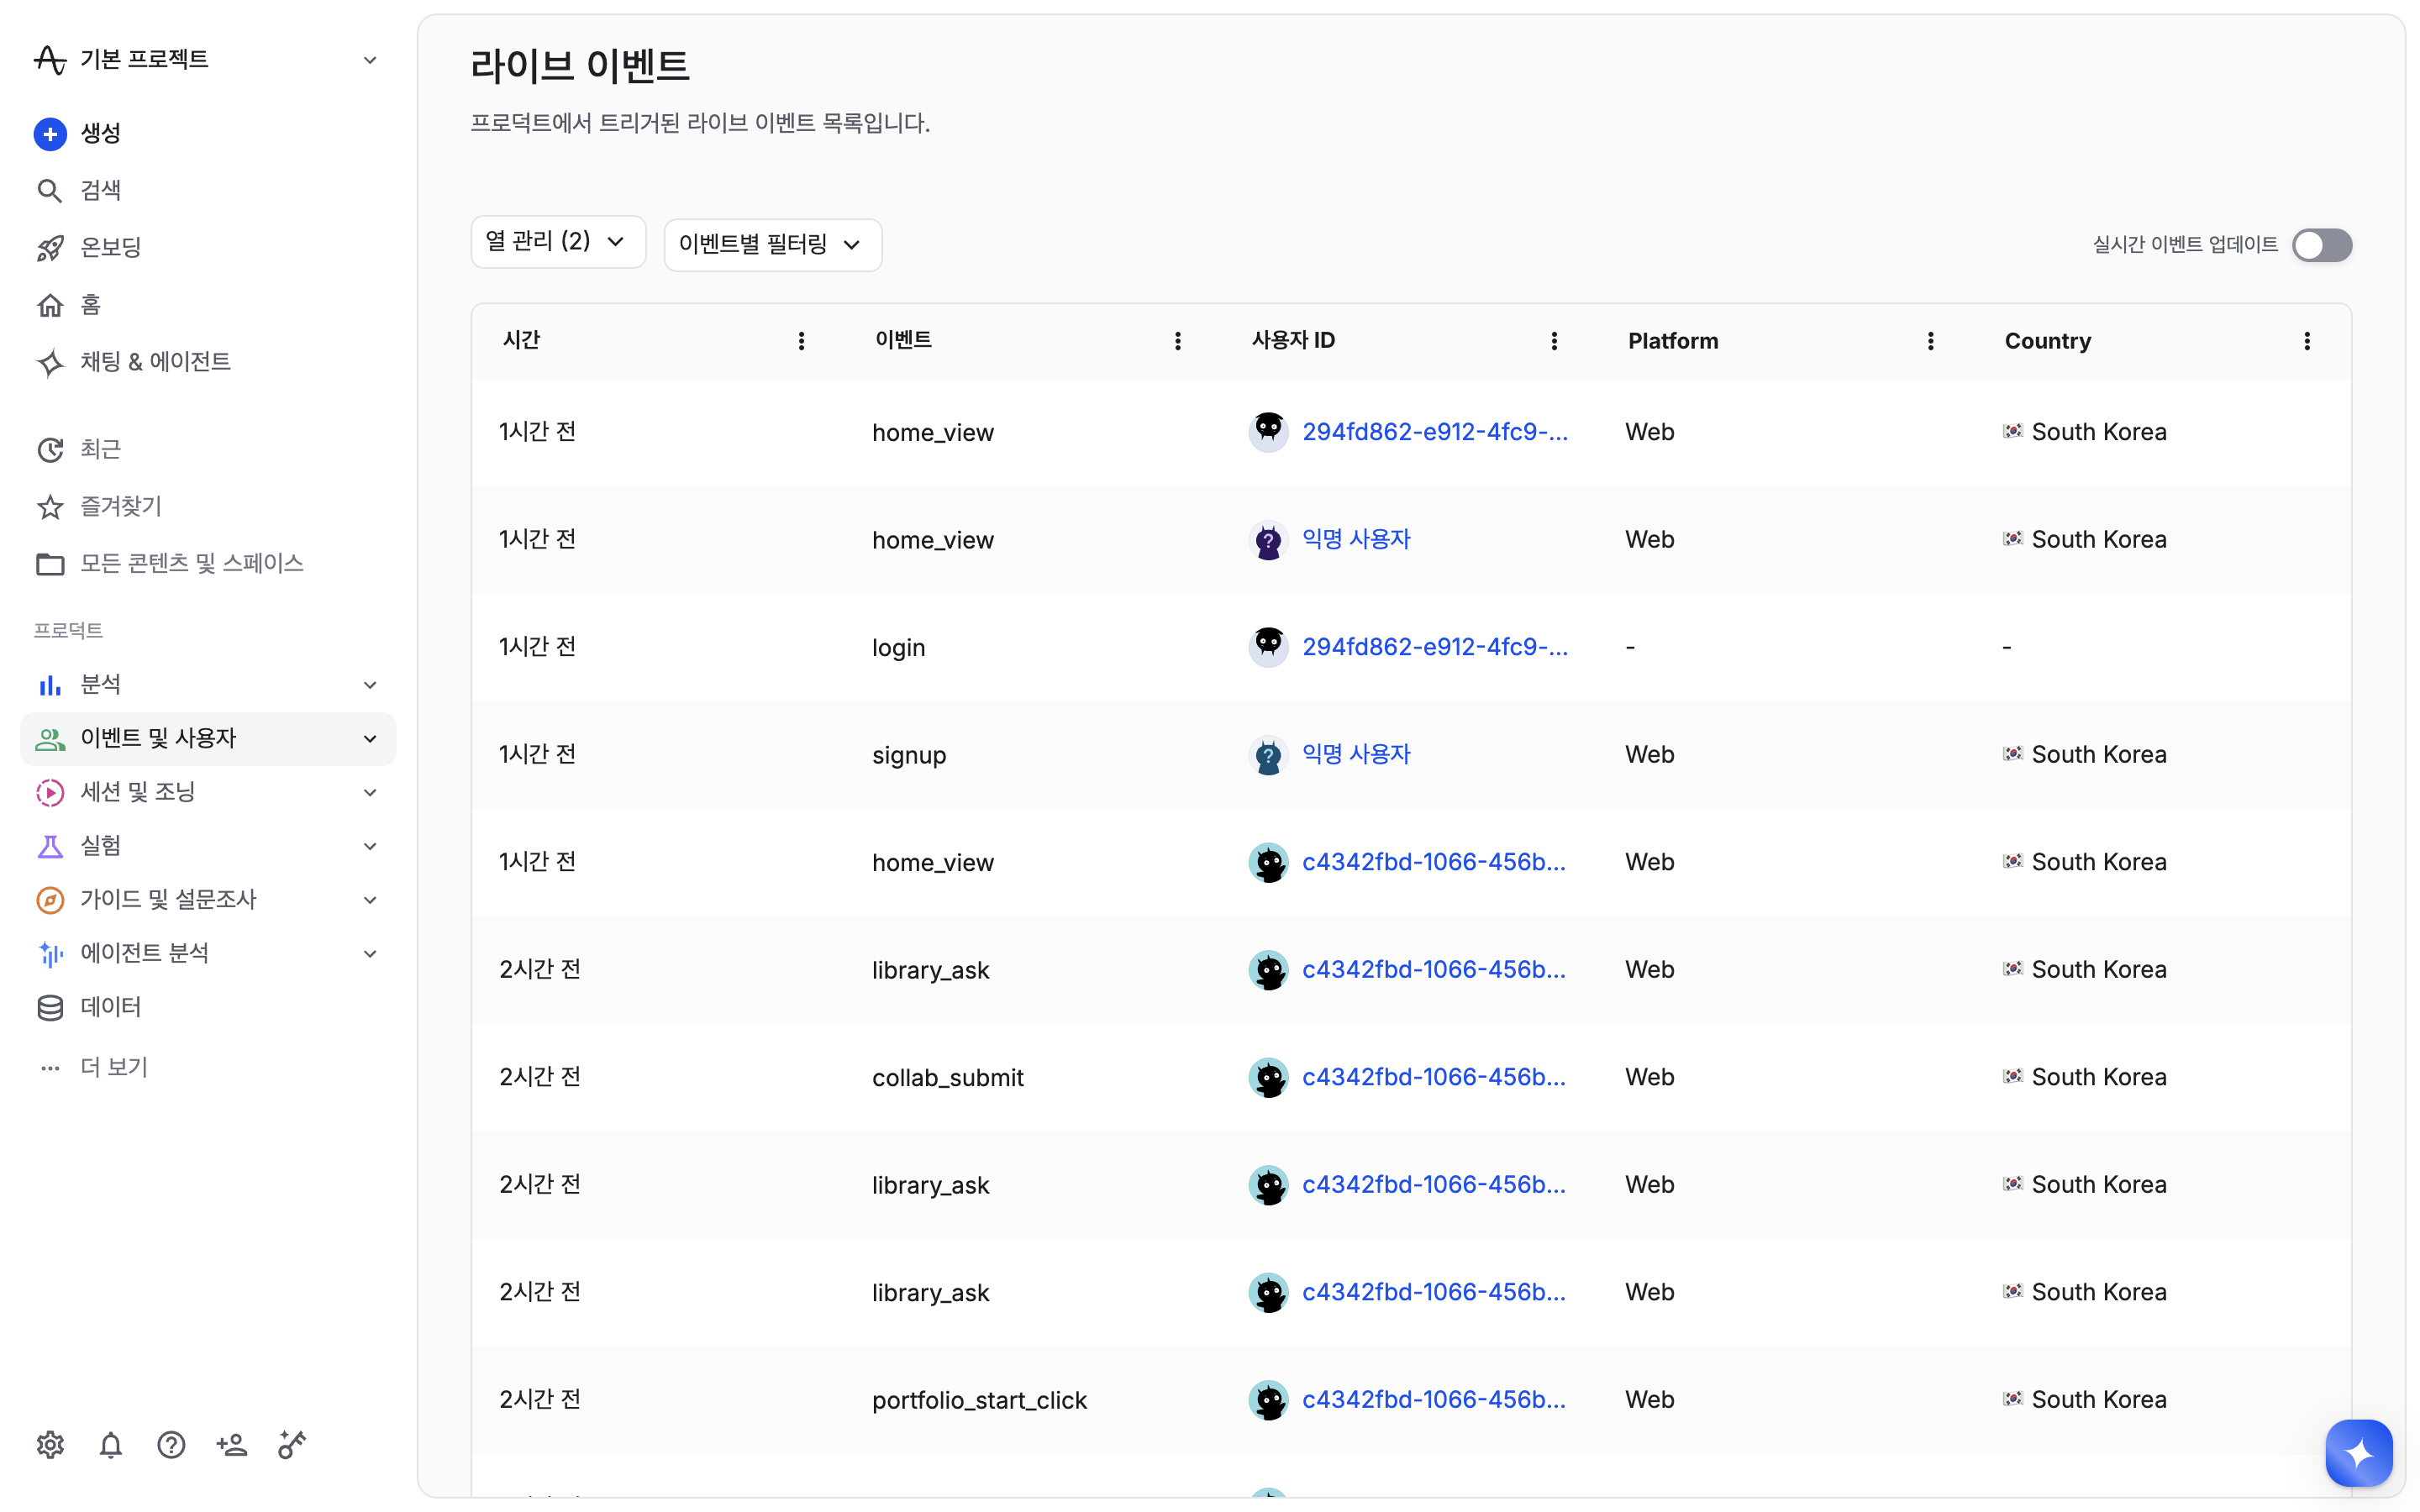 기본 프로젝트
생성
검색
온보딩
홈
채팅 & 에이전트
최근
즐겨찾기
모든 콘텐츠 및 스페이스
프로덕트
분석
이벤트 및 사용자
세션 및 조닝
실험
가이드 및 설문조사
에이전트 분석
데이터
더 보기
라이브 이벤트
프로덕트에서 트리거된 라이브 이벤트 목록입니다.
열 관리 (2) 이벤트별 필터링 실시간 이벤트 업데이트
시간 이벤트 사용자 ID Platform Country
1시간 전 home_view 294fd862-e912-4fc9-... Web South Korea
1시간 전 home_view 익명 사용자 Web South Korea
1시간 전 login 294fd862-e912-4fc9-... - -
1시간 전 signup 익명 사용자 Web South Korea
1시간 전 home_view c4342fbd-1066-456b... Web South Korea
2시간 전 library_ask c4342fbd-1066-456b... Web South Korea
2시간 전 collab_submit c4342fbd-1066-456b... Web South Korea
2시간 전 library_ask c4342fbd-1066-456b... Web South Korea
2시간 전 library_ask c4342fbd-1066-456b... Web South Korea
2시간 전 portfolio_start_click c4342fbd-1066-456b... Web South Korea